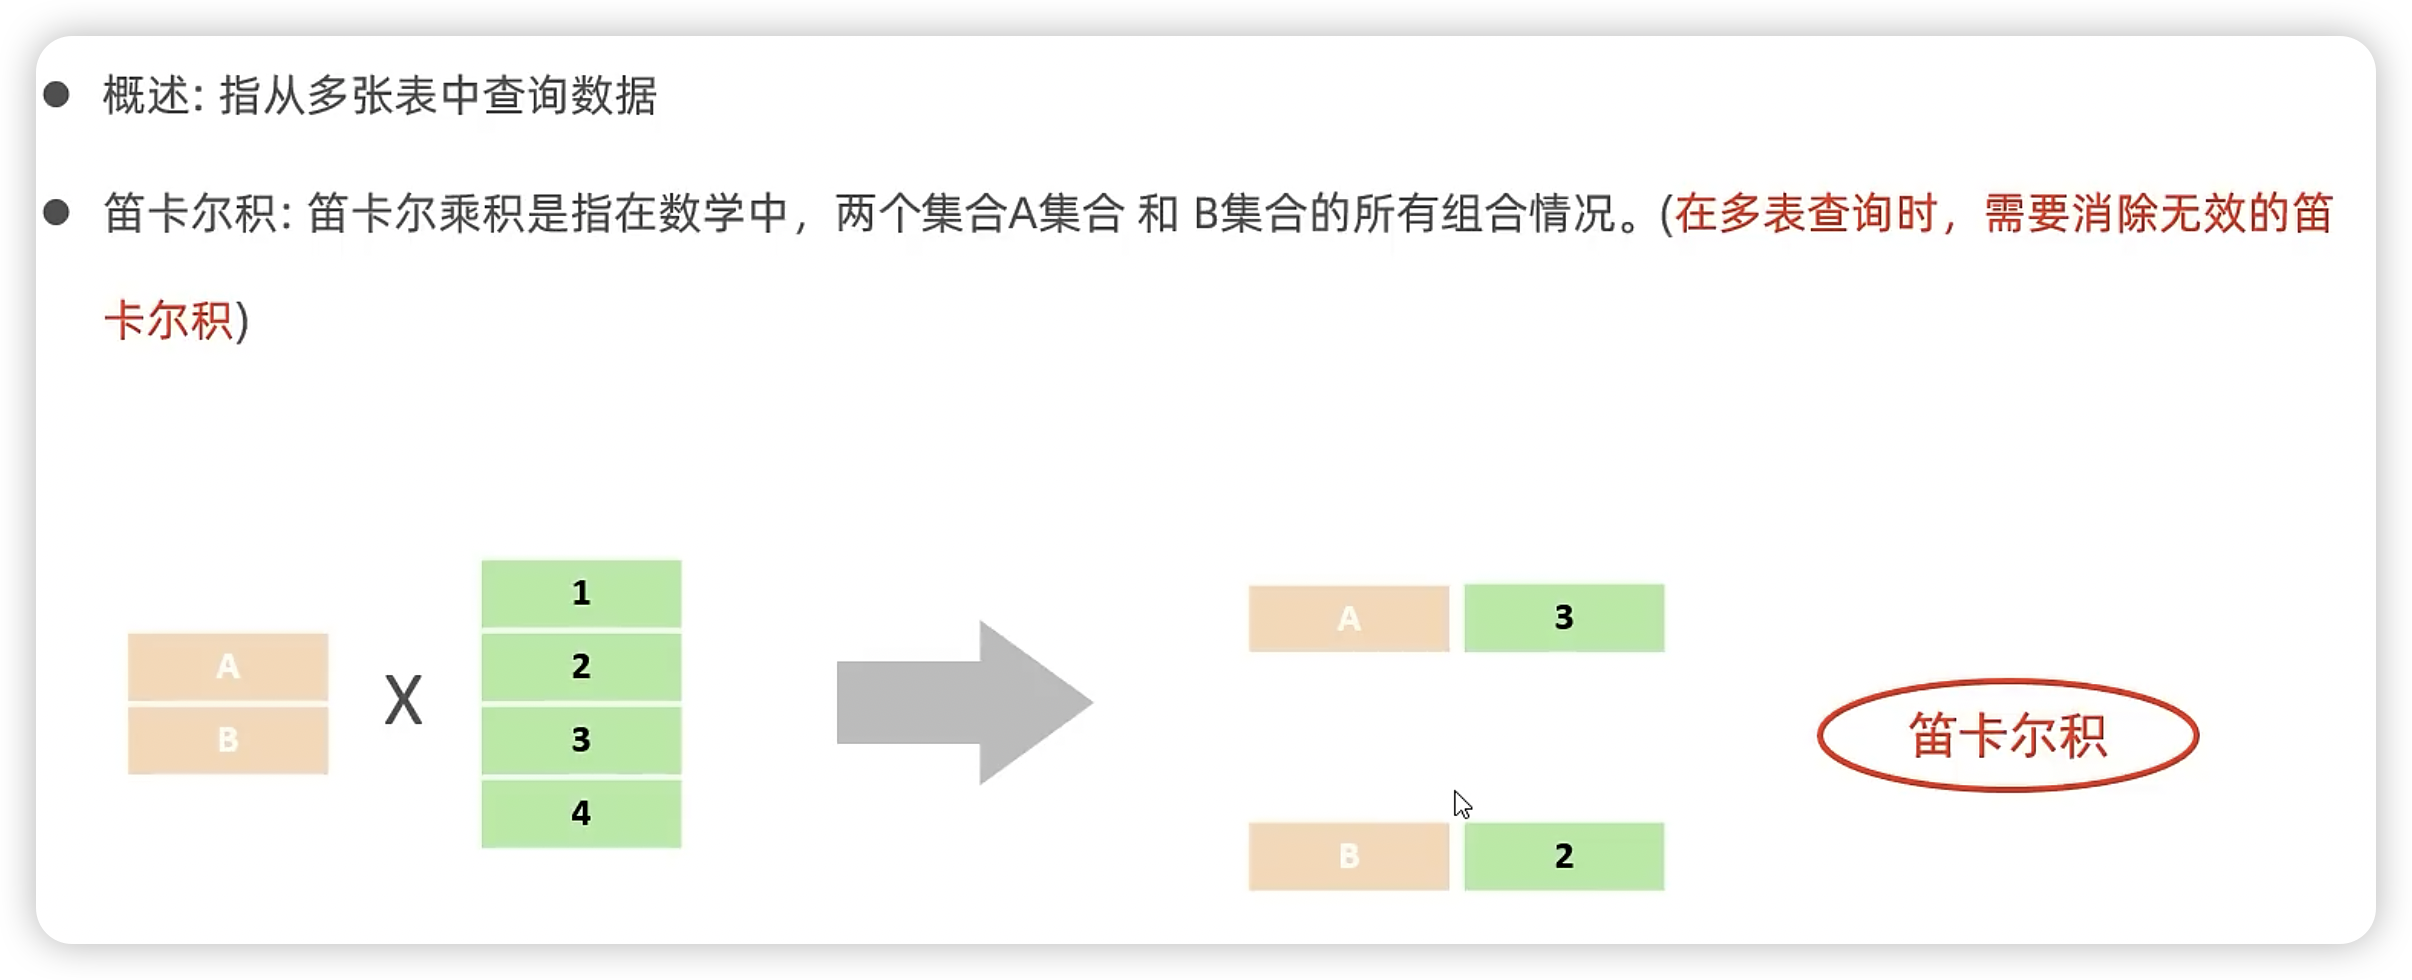 概述: 指从多张表中查询数据
笛卡尔积: 笛卡尔乘积是指在数学中，两个集合A集合 和 B集合的所有组合情况。(在多表查询时，需要消除无效的笛
卡尔积)
1
A
2
X
B
3
4
A 3
笛卡尔积
B 2